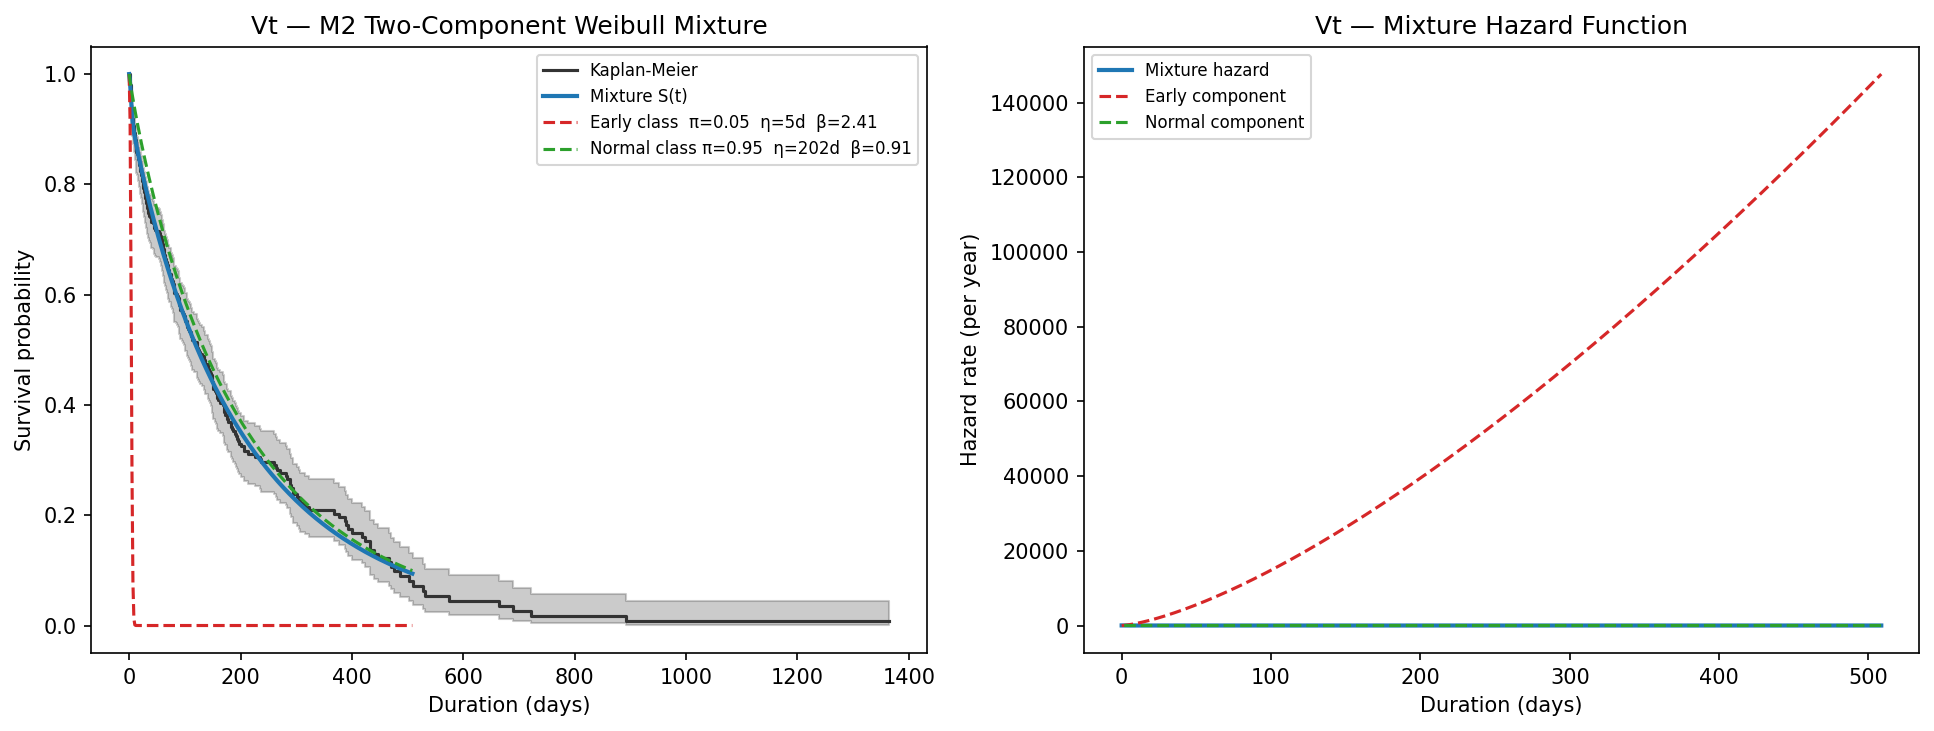 Vt — M2 Two-Component Weibull Mixture
Survival probability
1.0
0.8
0.6
0.4
0.2
0.0
Kaplan-Meier
Mixture S(t)
Early class  π=0.05  η=5d  β=2.41
Normal class π=0.95  η=202d  β=0.91
0 200 400 600 800 1000 1200 1400
Duration (days)
Vt — Mixture Hazard Function
Hazard rate (per year)
140000
120000
100000
80000
60000
40000
20000
0
Mixture hazard
Early component
Normal component
0 100 200 300 400 500
Duration (days)